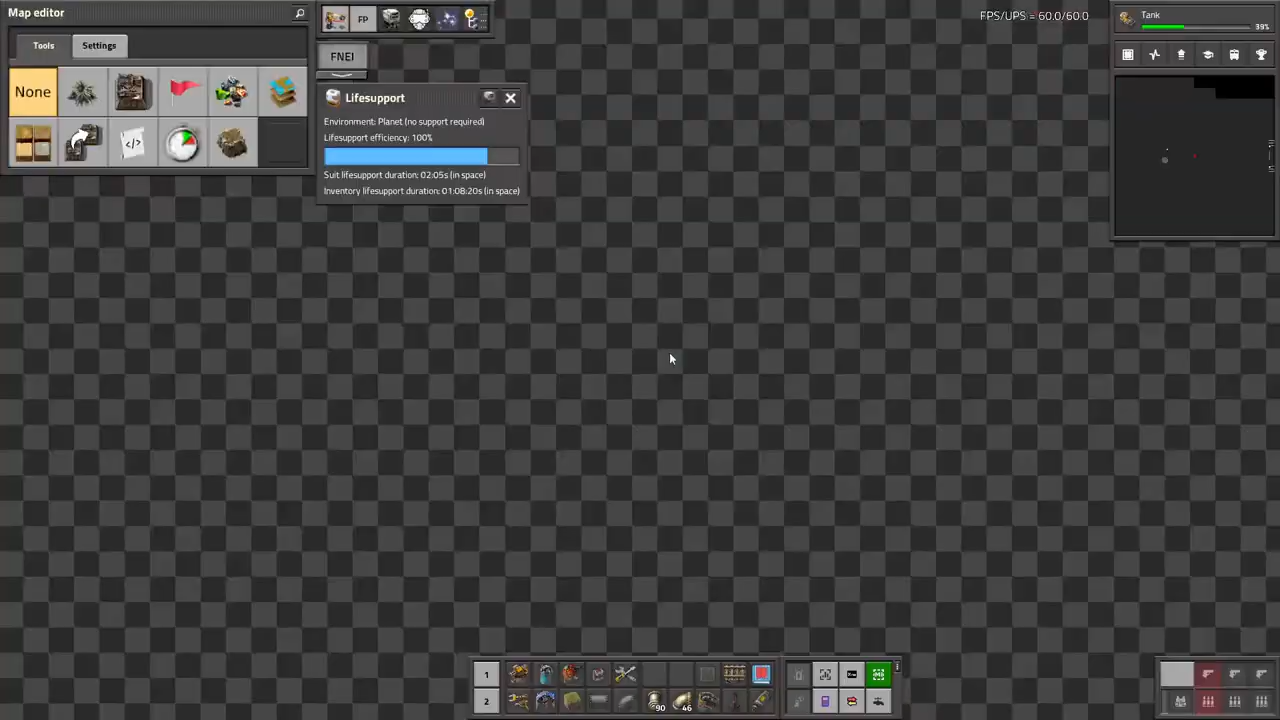 Map editor
Tools
Settings
None
</>
FP
FNEI
Lifesupport
Environment: Planet (no support required)
Lifesupport efficiency: 100%
Suit lifesupport duration: 02:05s (in space)
Inventory lifesupport duration: 01:08:20s (in space)
FPS/UPS = 60.0/60.0
Tank
39%
1
2
90
46